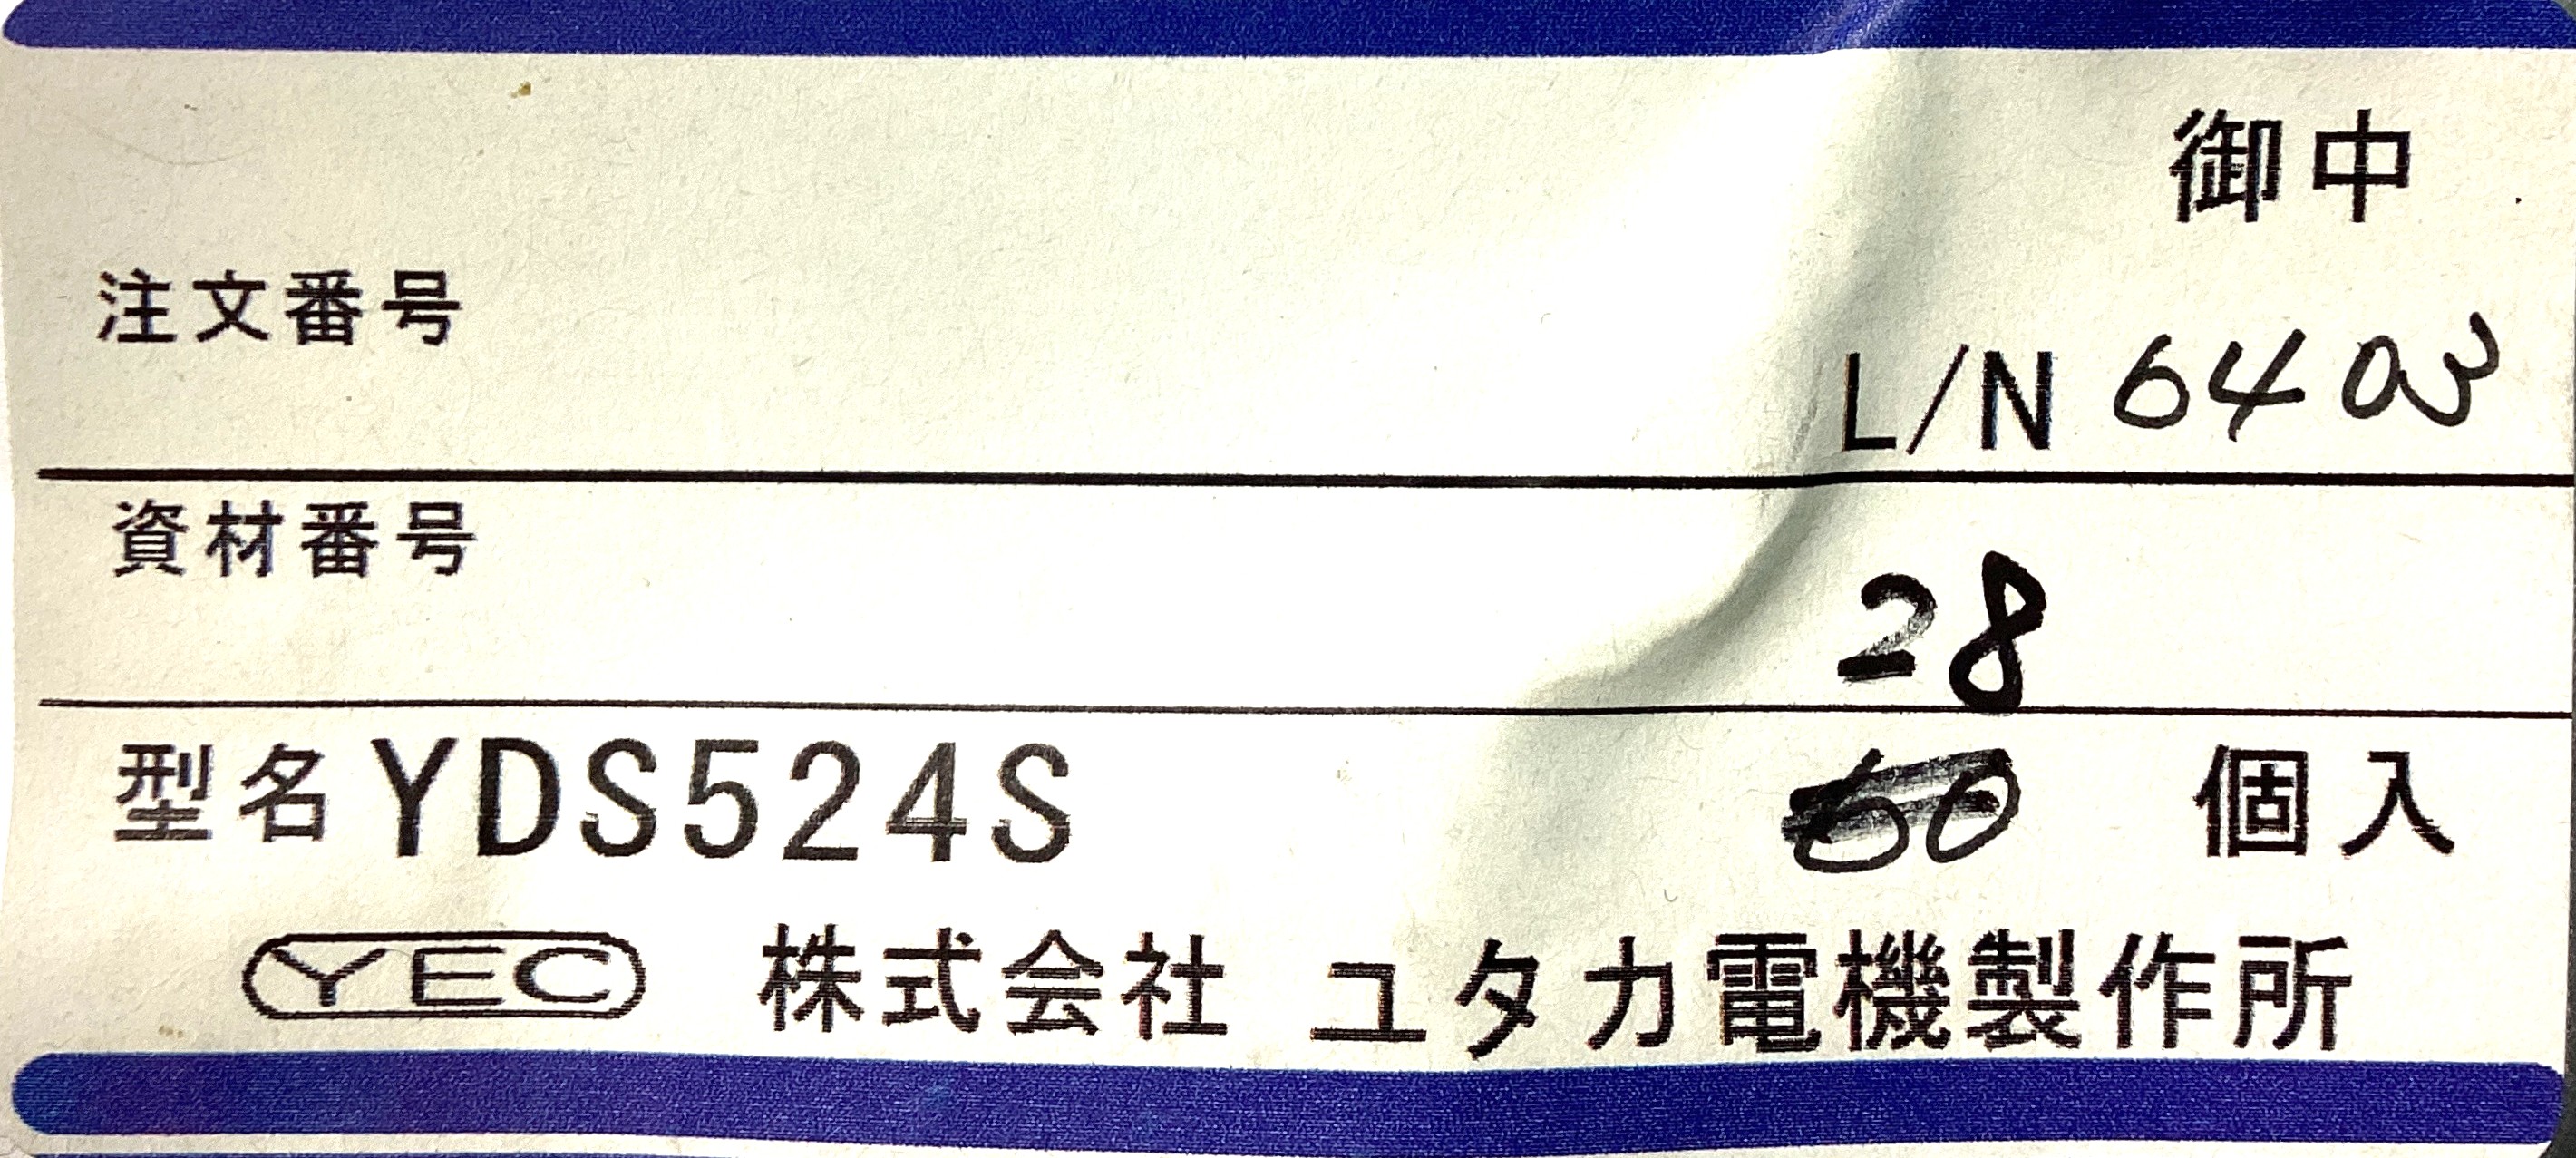 御中
注文番号
L/N 6403
資材番号
28
型名 YDS524S 60 個入
YEC 株式会社 ユタカ電機製作所